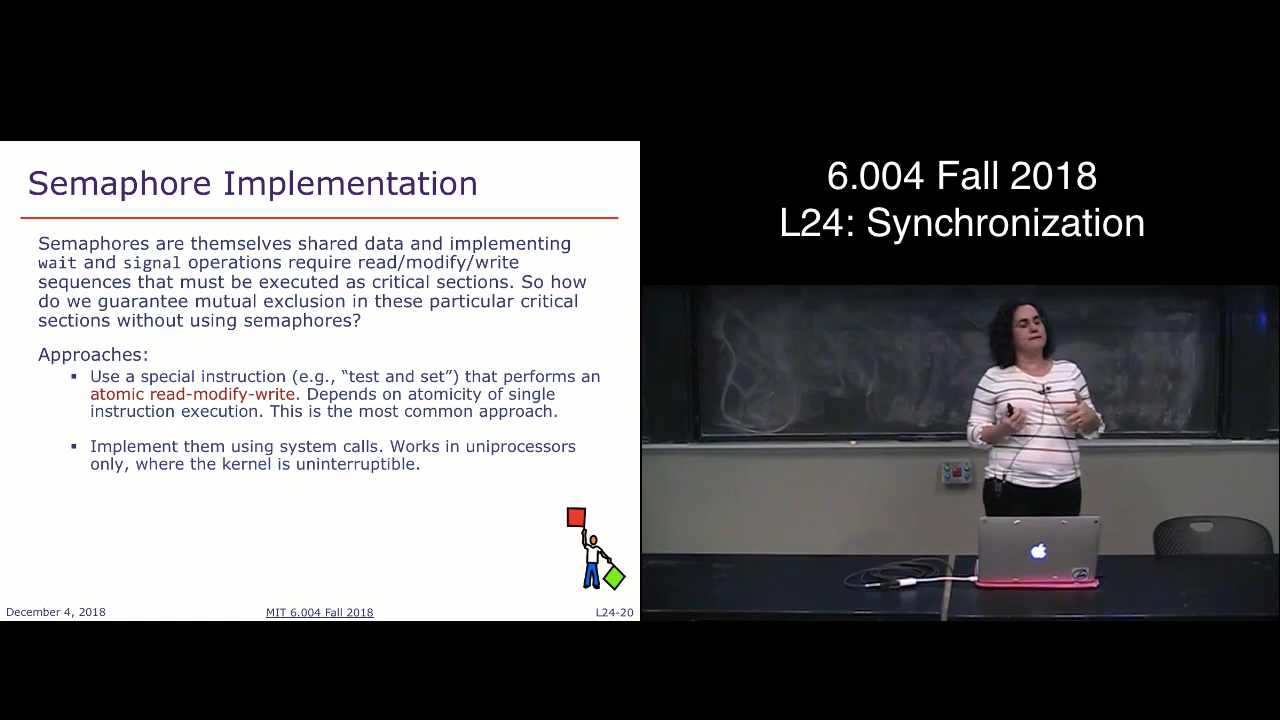 Semaphore Implementation
Semaphores are themselves shared data and implementing
wait and signal operations require read/modify/write
sequences that must be executed as critical sections. So how
do we guarantee mutual exclusion in these particular critical
sections without using semaphores?
Approaches:
▪ Use a special instruction (e.g., “test and set”) that performs an
atomic read-modify-write. Depends on atomicity of single
instruction execution. This is the most common approach.
▪ Implement them using system calls. Works in uniprocessors
only, where the kernel is uninterruptible.
December 4, 2018
MIT 6.004 Fall 2018
L24-20
6.004 Fall 2018
L24: Synchronization